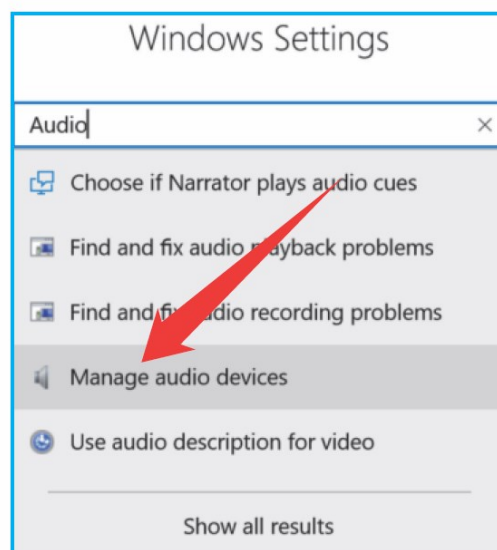 Windows Settings
Audio
Choose if Narrator plays audio cues
Find and fix audio playback problems
Find and fix audio recording problems
Manage audio devices
Use audio description for video
Show all results